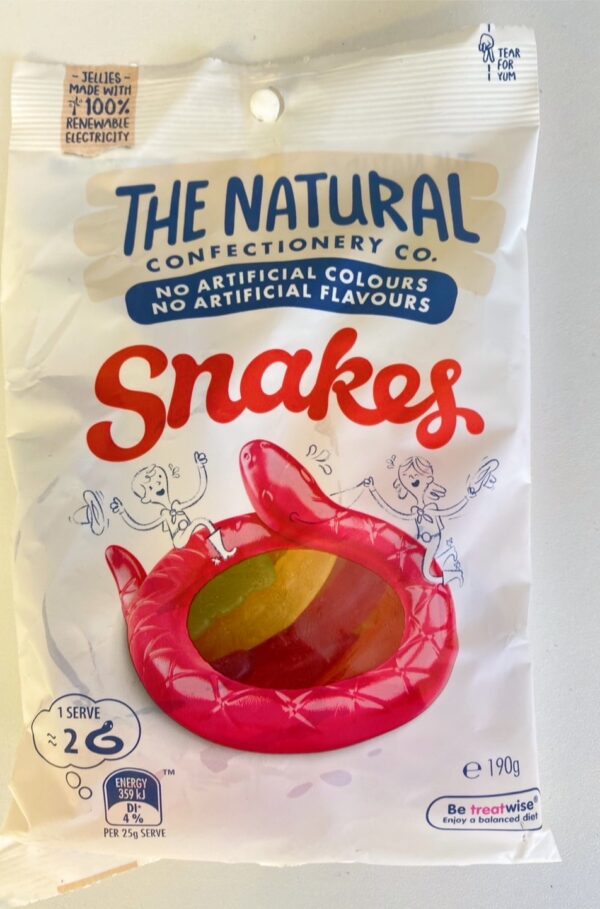 - JELLIES -
MADE WITH
100%
RENEWABLE
ELECTRICITY
TEAR
FOR
YUM
THE NATURAL
CONFECTIONERY CO.
NO ARTIFICIAL COLOURS
NO ARTIFICIAL FLAVOURS
Snakes
1 SERVE
≈ 2
ENERGY
359 kJ
DI*
4%
PER 25g SERVE
TM
℮ 190g
Be treatwise®
Enjoy a balanced diet